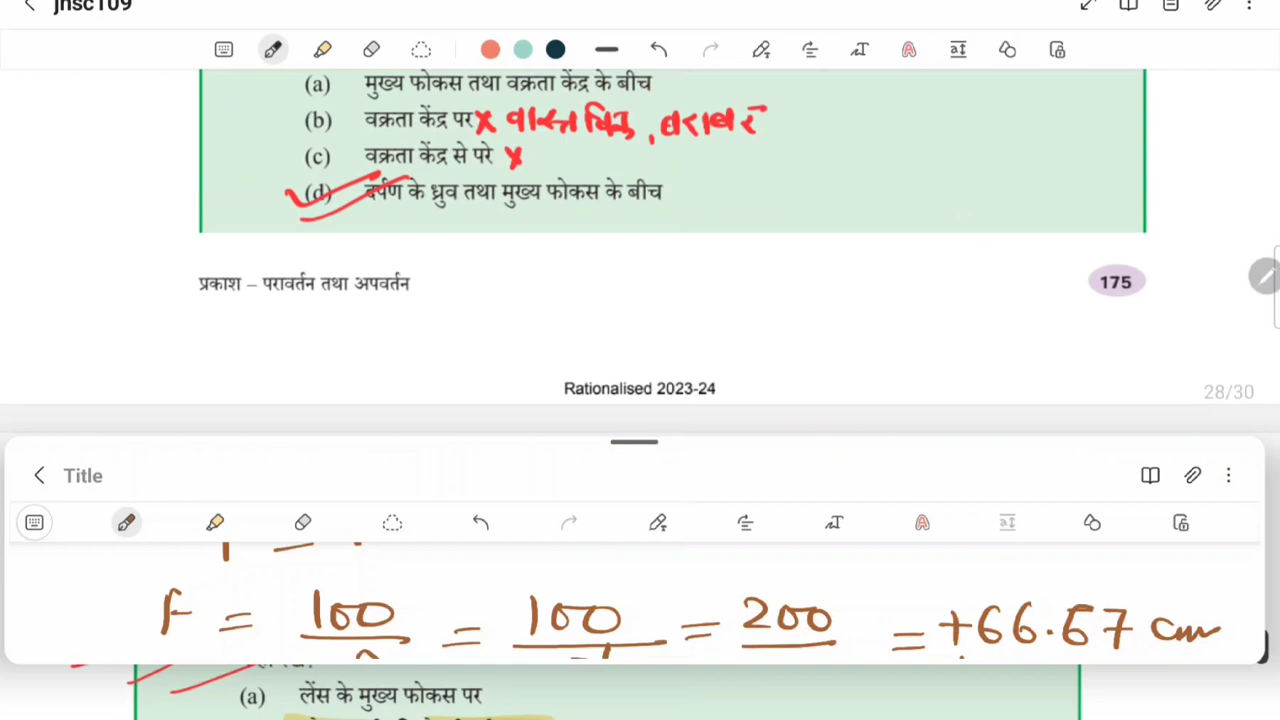 jhsc109
(a) मुख्य फोकस तथा वक्रता केंद्र के बीच
(b) वक्रता केंद्र पर x वास्तविक, बराबर
(c) वक्रता केंद्र से परे x
(d) दर्पण के ध्रुव तथा मुख्य फोकस के बीच
प्रकाश – परावर्तन तथा अपवर्तन
175
Rationalised 2023-24
28/30
Title
F = 100 = 100 = 200 = +66.67 cm
(a) लेंस के मुख्य फोकस पर